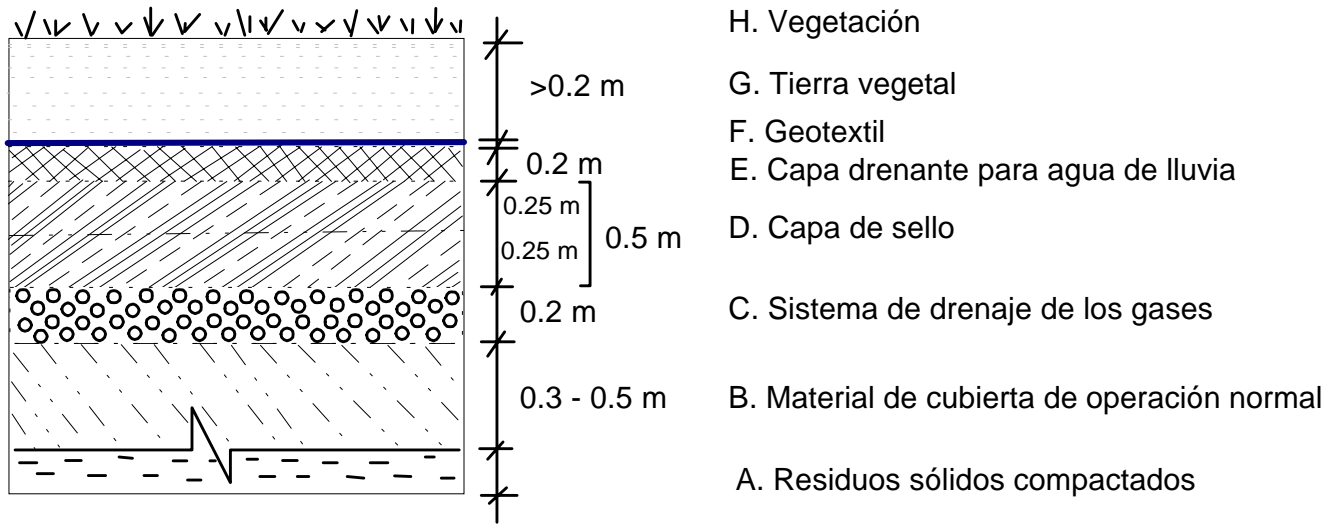 H. Vegetación
>0.2 m
G. Tierra vegetal
F. Geotextil
0.2 m
E. Capa drenante para agua de lluvia
0.25 m
0.25 m
0.5 m
D. Capa de sello
0.2 m
C. Sistema de drenaje de los gases
0.3 - 0.5 m
B. Material de cubierta de operación normal
A. Residuos sólidos compactados